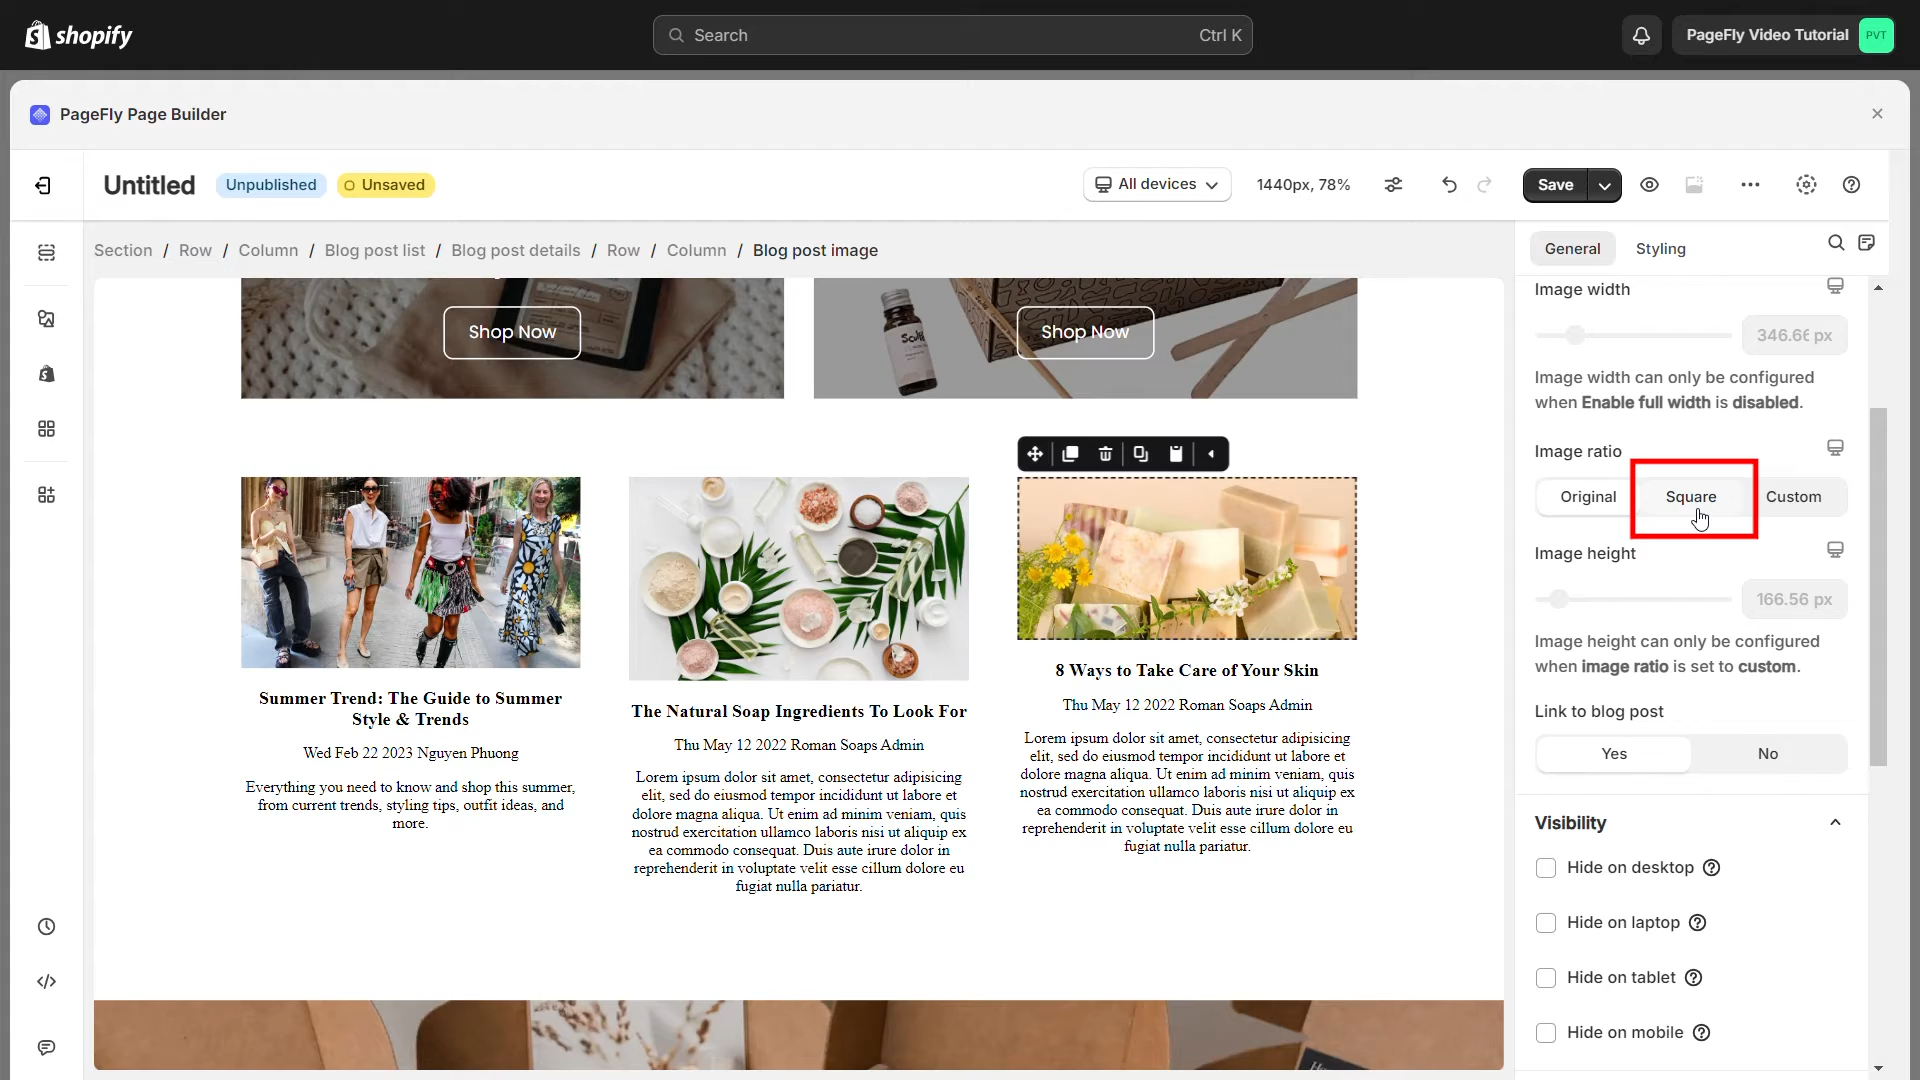 shopify
Search
Ctrl K
PageFly Video Tutorial
PVT
PageFly Page Builder
Untitled
Unpublished
Unsaved
All devices
1440px, 78%
Save
Section / Row / Column / Blog post list / Blog post details / Row / Column / Blog post image
General
Styling
Shop Now
Shop Now
Image width
346.66 px
Image width can only be configured
when Enable full width is disabled.
Image ratio
Original
Square
Custom
Image height
166.56 px
Image height can only be configured
when image ratio is set to custom.
Link to blog post
Yes
No
Visibility
Hide on desktop
Hide on laptop
Hide on tablet
Hide on mobile
Summer Trend: The Guide to Summer
Style & Trends
Wed Feb 22 2023 Nguyen Phuong
Everything you need to know and shop this summer,
from current trends, styling tips, outfit ideas, and
more.
The Natural Soap Ingredients To Look For
Thu May 12 2022 Roman Soaps Admin
Lorem ipsum dolor sit amet, consectetur adipisicing
elit, sed do eiusmod tempor incididunt ut labore et
dolore magna aliqua. Ut enim ad minim veniam, quis
nostrud exercitation ullamco laboris nisi ut aliquip ex
ea commodo consequat. Duis aute irure dolor in
reprehenderit in voluptate velit esse cillum dolore eu
fugiat nulla pariatur.
8 Ways to Take Care of Your Skin
Thu May 12 2022 Roman Soaps Admin
Lorem ipsum dolor sit amet, consectetur adipisicing
elit, sed do eiusmod tempor incididunt ut labore et
dolore magna aliqua. Ut enim ad minim veniam, quis
nostrud exercitation ullamco laboris nisi ut aliquip ex
ea commodo consequat. Duis aute irure dolor in
reprehenderit in voluptate velit esse cillum dolore eu
fugiat nulla pariatur.